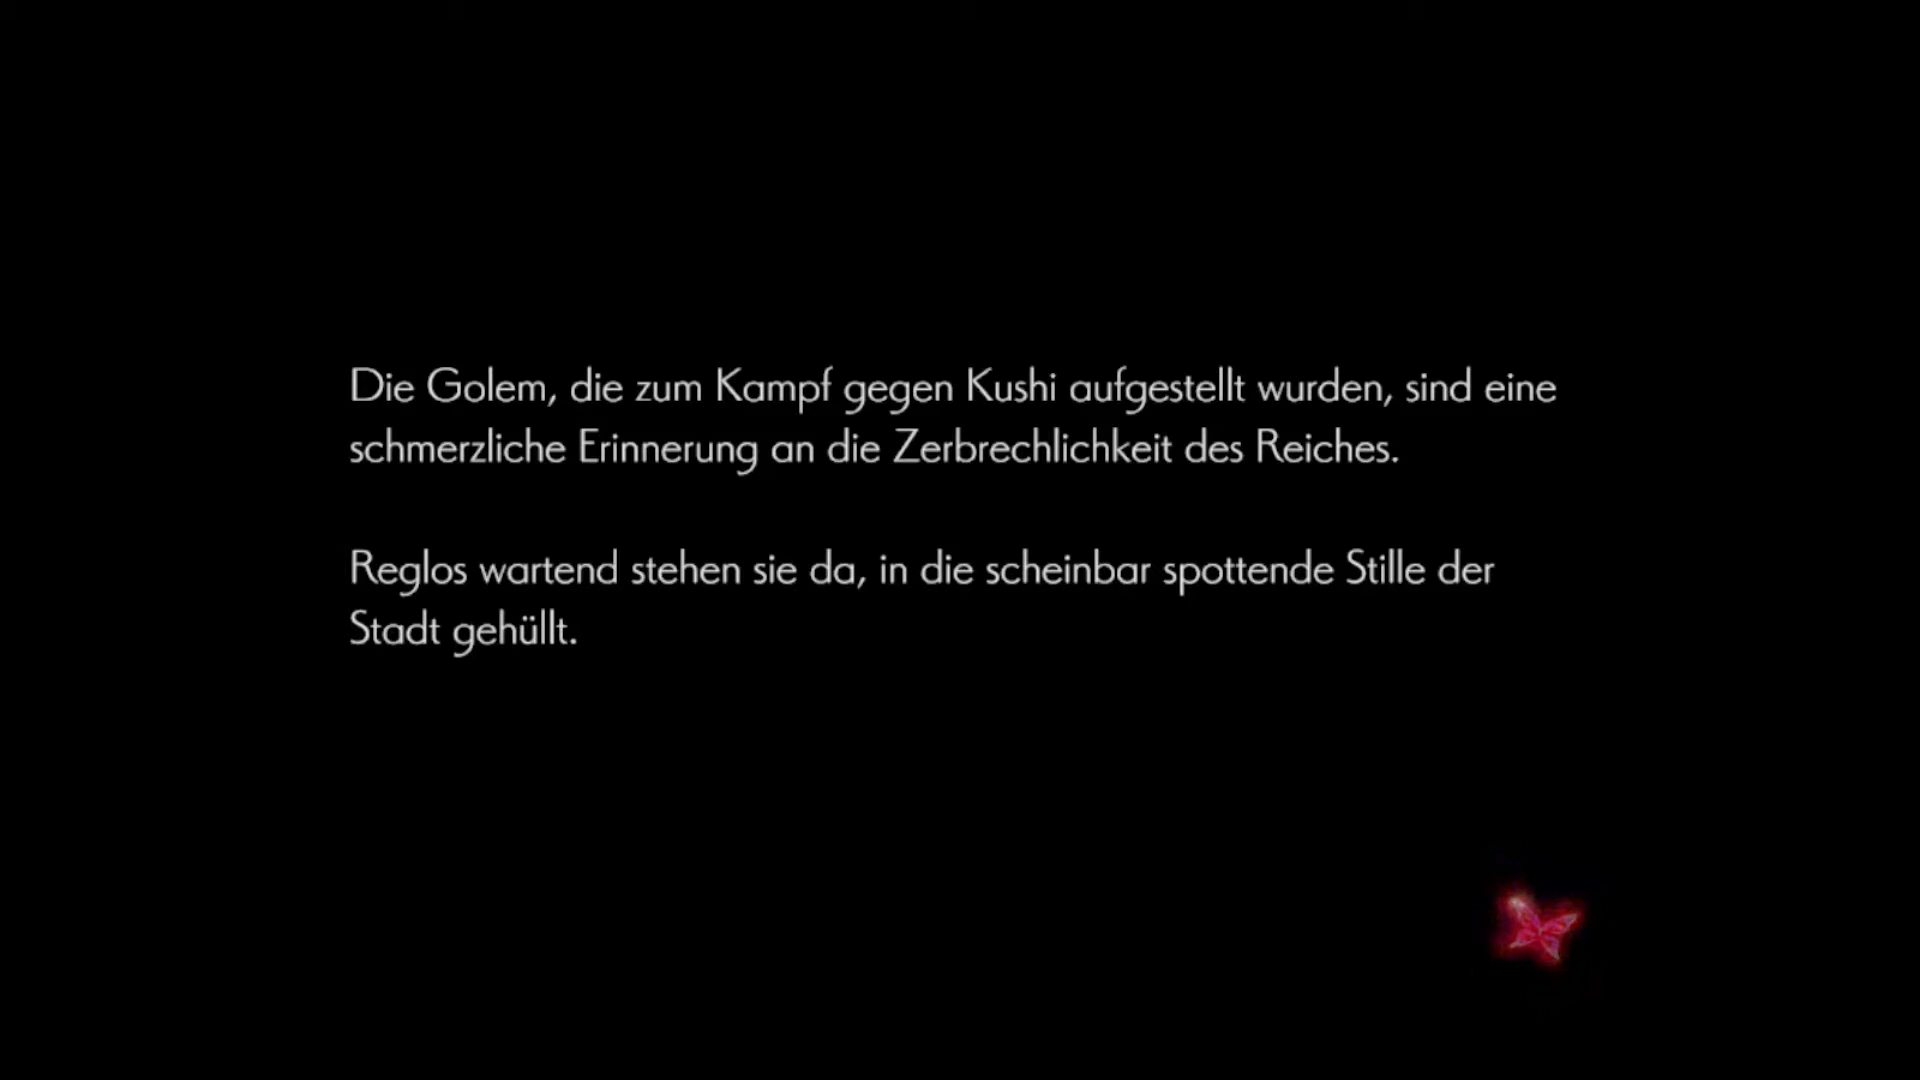 Die Golem, die zum Kampf gegen Kushi aufgestellt wurden, sind eine
schmerzliche Erinnerung an die Zerbrechlichkeit des Reiches.
Reglos wartend stehen sie da, in die scheinbar spottende Stille der
Stadt gehüllt.